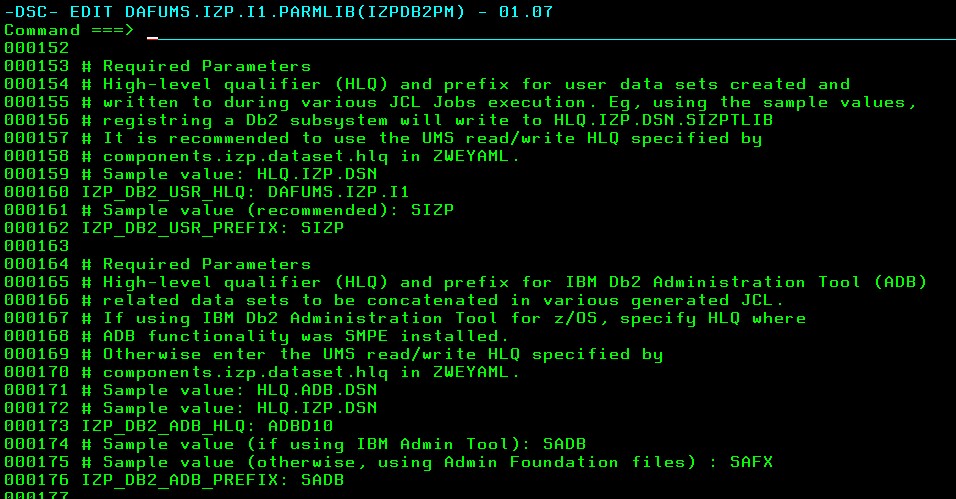 -DSC- EDIT DAFUMS.IZP.I1.PARMLIB(IZPDB2PM) - 01.07
Command ===> _
000152
000153 # Required Parameters
000154 # High-level qualifier (HLQ) and prefix for user data sets created and
000155 # written to during various JCL Jobs execution. Eg, using the sample values,
000156 # registring a Db2 subsystem will write to HLQ.IZP.DSN.SIZPTLIB
000157 # It is recommended to use the UMS read/write HLQ specified by
000158 # components.izp.dataset.hlq in ZWEYAML.
000159 # Sample value: HLQ.IZP.DSN
000160 IZP_DB2_USR_HLQ: DAFUMS.IZP.I1
000161 # Sample value (recommended): SIZP
000162 IZP_DB2_USR_PREFIX: SIZP
000163
000164 # Required Parameters
000165 # High-level qualifier (HLQ) and prefix for IBM Db2 Administration Tool (ADB)
000166 # related data sets to be concatenated in various generated JCL.
000167 # If using IBM Db2 Administration Tool for z/OS, specify HLQ where
000168 # ADB functionality was SMPE installed.
000169 # Otherwise enter the UMS read/write HLQ specified by
000170 # components.izp.dataset.hlq in ZWEYAML.
000171 # Sample value: HLQ.ADB.DSN
000172 # Sample value: HLQ.IZP.DSN
000173 IZP_DB2_ADB_HLQ: ADBD10
000174 # Sample value (if using IBM Admin Tool): SADB
000175 # Sample value (otherwise, using Admin Foundation files) : SAFX
000176 IZP_DB2_ADB_PREFIX: SADB
000177